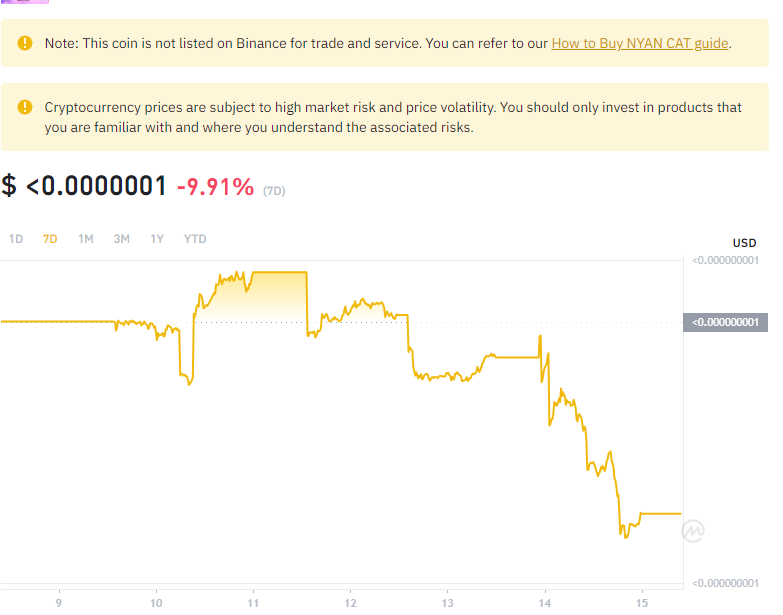 Note: This coin is not listed on Binance for trade and service. You can refer to our How to Buy NYAN CAT guide.
Cryptocurrency prices are subject to high market risk and price volatility. You should only invest in products that
you are familiar with and where you understand the associated risks.
$ <0.0000001 -9.91% (7D)
1D 7D 1M 3M 1Y YTD
USD
<0.000000001
<0.000000001
<0.000000001
9 10 11 12 13 14 15